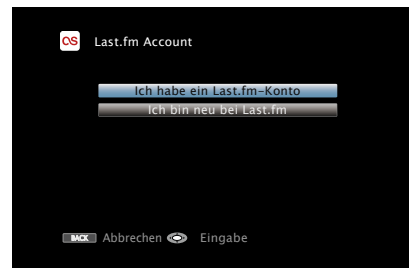 Last.fm Account
Ich habe ein Last.fm-Konto
Ich bin neu bei Last.fm
BACK Abbrechen Eingabe